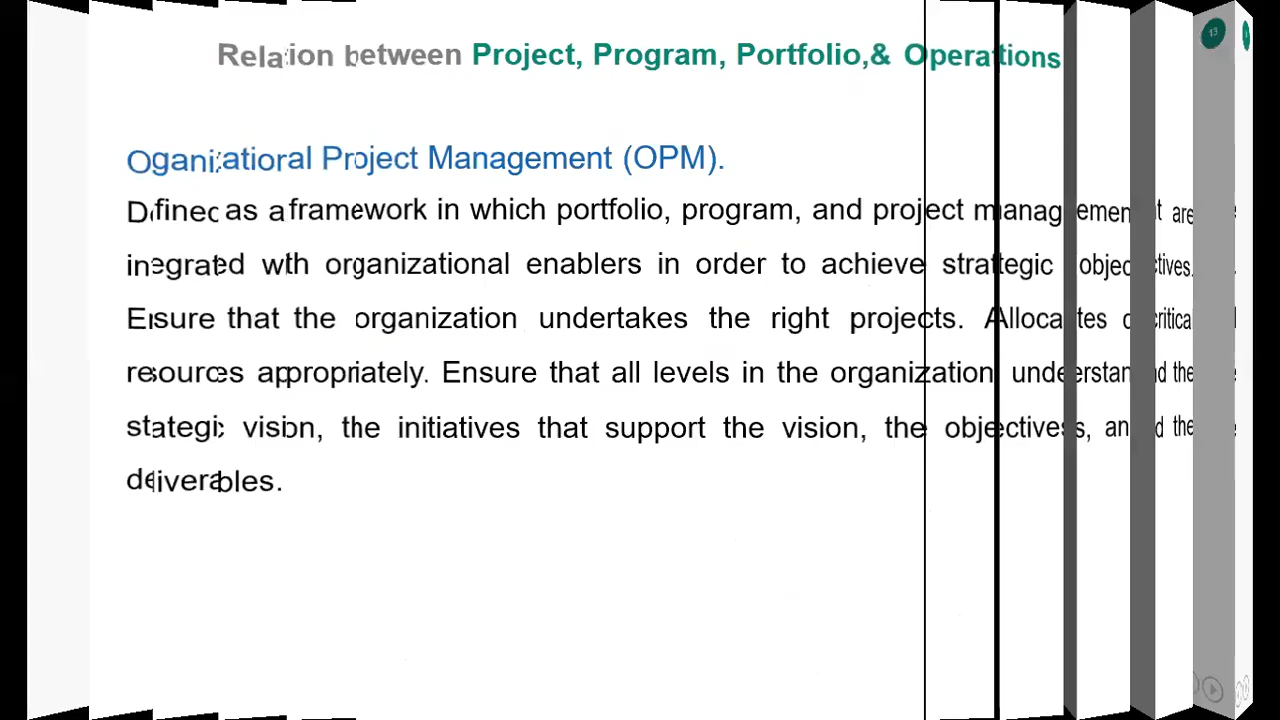 Relation between Project, Program, Portfolio,& Operations
13
Oganizational Project Management (OPM).
Defined as a framework in which portfolio, program, and project management are
integrated with organizational enablers in order to achieve strategic objectives.
Ensure that the organization undertakes the right projects. Allocates critical
resources appropriately. Ensure that all levels in the organization understand the
strategic vision, the initiatives that support the vision, the objectives, and the
deliverables.